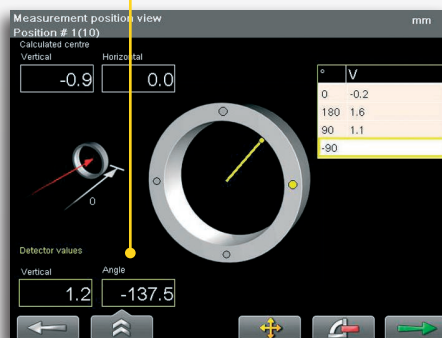 Measurement position view
mm
Position # 1(10)
Calculated centre
Vertical Horizontal
-0.9 0.0
° V
0 -0.2
180 1.6
90 1.1
-90
0
Detector values
Vertical Angle
1.2 -137.5